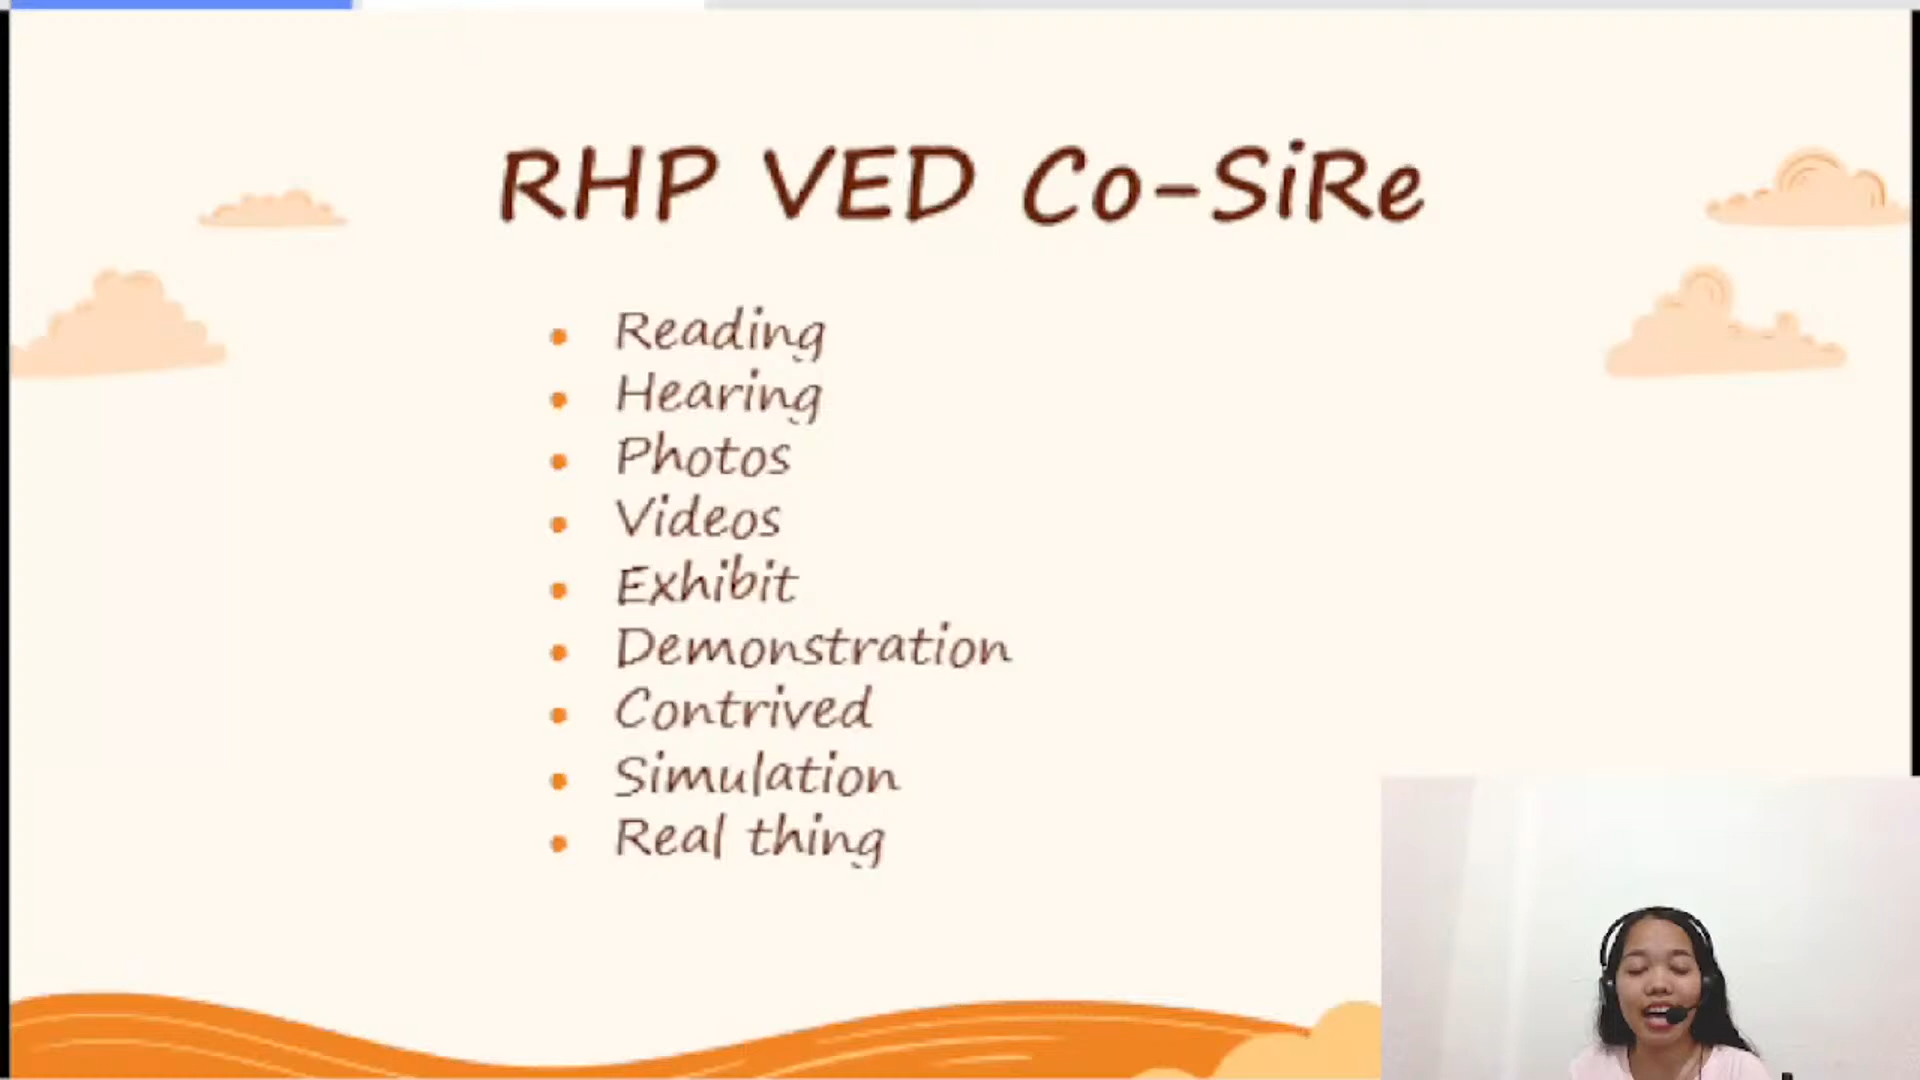 RHP VED Co-SiRe
Reading
Hearing
Photos
Videos
Exhibit
Demonstration
Contrived
Simulation
Real thing